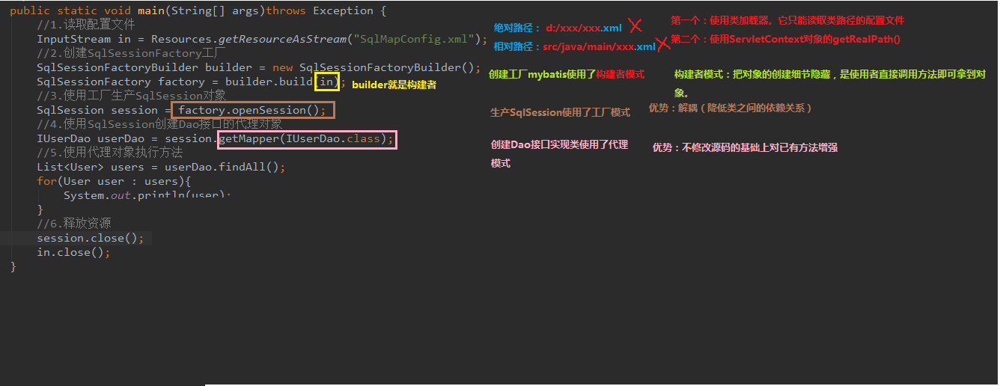 public static void main(String[] args)throws Exception {
//1.读取配置文件
InputStream in = Resources.getResourceAsStream("SqlMapConfig.xml");
//2.创建SqlSessionFactory工厂
SqlSessionFactoryBuilder builder = new SqlSessionFactoryBuilder();
SqlSessionFactory factory = builder.build(in);
//3.使用工厂生产SqlSession对象
SqlSession session = factory.openSession();
//4.使用SqlSession创建Dao接口的代理对象
IUserDao userDao = session.getMapper(IUserDao.class);
//5.使用代理对象执行方法
List<User> users = userDao.findAll();
for(User user : users){
System.out.println(user);
}
//6.释放资源
session.close();
in.close();
}
绝对路径： d:/xxx/xxx.xml
相对路径：src/java/main/xxx.xml
第一个：使用类加载器。它只能读取类路径的配置文件
第二个：使用ServletContext对象的getRealPath()
builder就是构建者
创建工厂mybatis使用了构建者模式
构建者模式：把对象的创建细节隐藏，是使用者直接调用方法即可拿到对
象。
生产SqlSession使用了工厂模式
优势：解耦（降低类之间的依赖关系）
创建Dao接口实现类使用了代理
模式
优势：不修改源码的基础上对已有方法增强